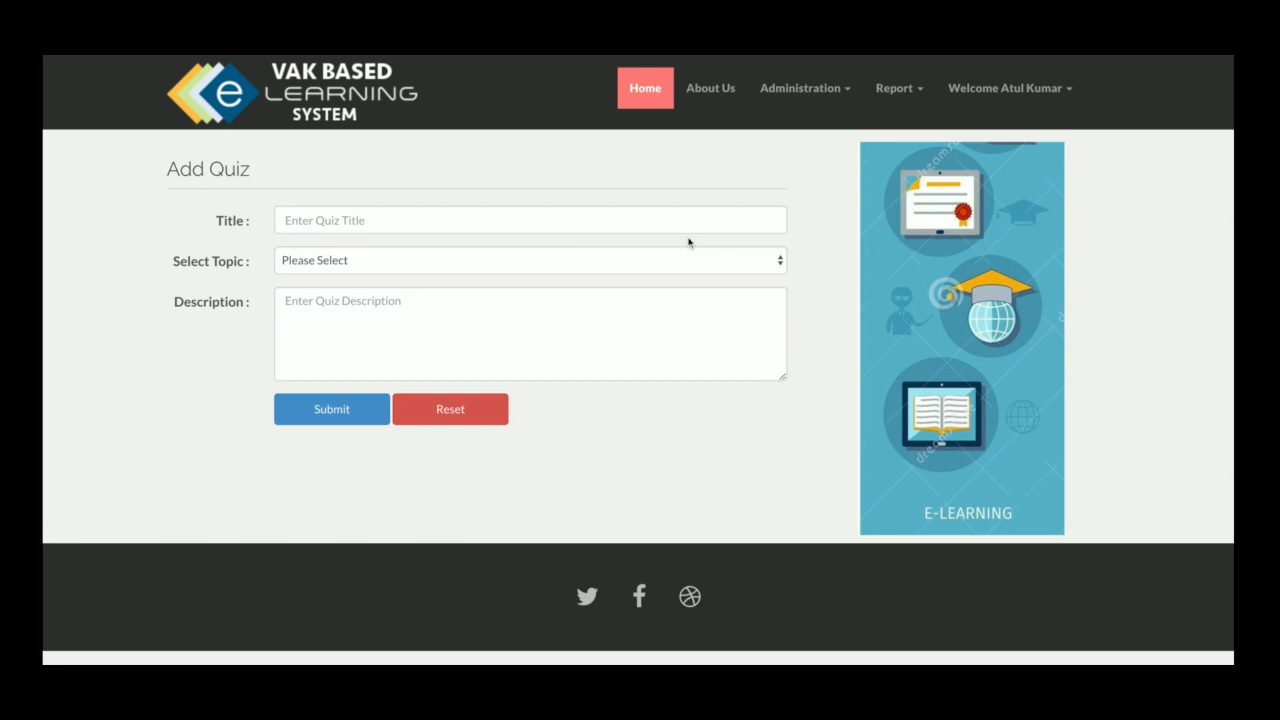 VAK BASED
LEARNING
SYSTEM
Home
About Us
Administration
Report
Welcome Atul Kumar
Add Quiz
Title :
Enter Quiz Title
Select Topic :
Please Select
Description :
Enter Quiz Description
Submit
Reset
E-LEARNING